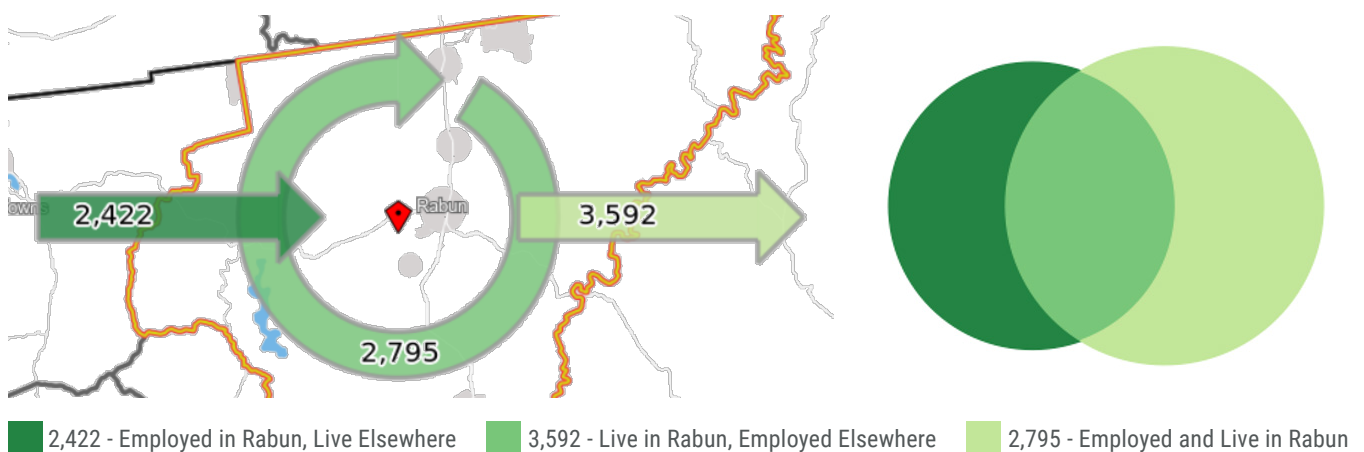 owns
2,422
Rabun
3,592
2,795
2,422 - Employed in Rabun, Live Elsewhere
3,592 - Live in Rabun, Employed Elsewhere
2,795 - Employed and Live in Rabun